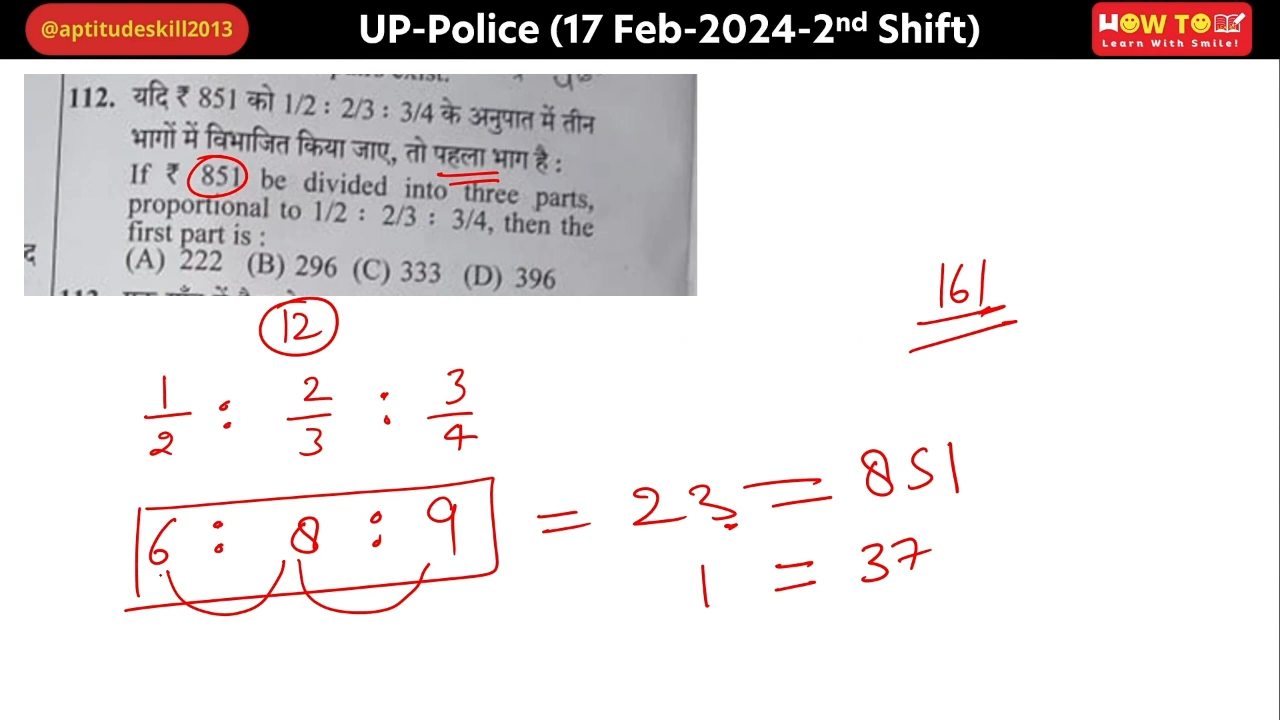 @aptitudeskill2013
UP-Police (17 Feb-2024-2nd Shift)
HOW TO
Learn With Smile!
112. यदि ₹ 851 को 1/2 : 2/3 : 3/4 के अनुपात में तीन
भागों में विभाजित किया जाए, तो पहला भाग है :
If ₹ 851 be divided into three parts,
proportional to 1/2 : 2/3 : 3/4, then the
first part is :
(A) 222 (B) 296 (C) 333 (D) 396
161
12
1/2 : 2/3 : 3/4
6 : 8 : 9 = 23 = 851
1 = 37